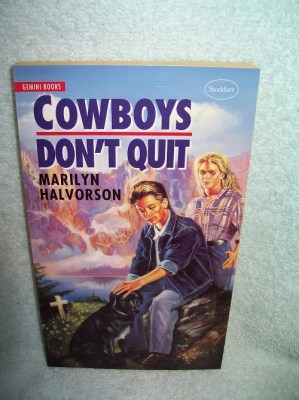 GEMINI BOOKS
Stoddart
COWBOYS
DON'T QUIT
MARILYN
HALVORSON